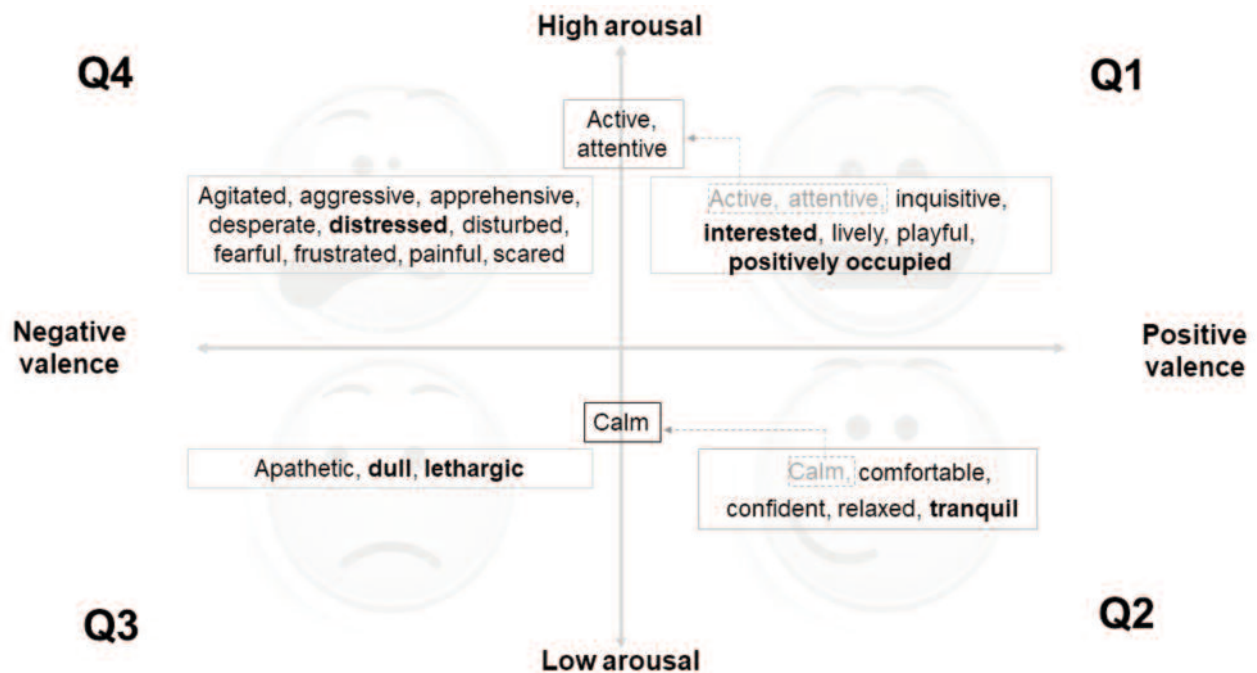 High arousal
Q4
Q1
Active,
attentive
Agitated, aggressive, apprehensive,
desperate, distressed, disturbed,
fearful, frustrated, painful, scared
Active, attentive, inquisitive,
interested, lively, playful,
positively occupied
Negative
valence
Positive
valence
Calm
Apathetic, dull, lethargic
Calm, comfortable,
confident, relaxed, tranquil
Q3
Q2
Low arousal